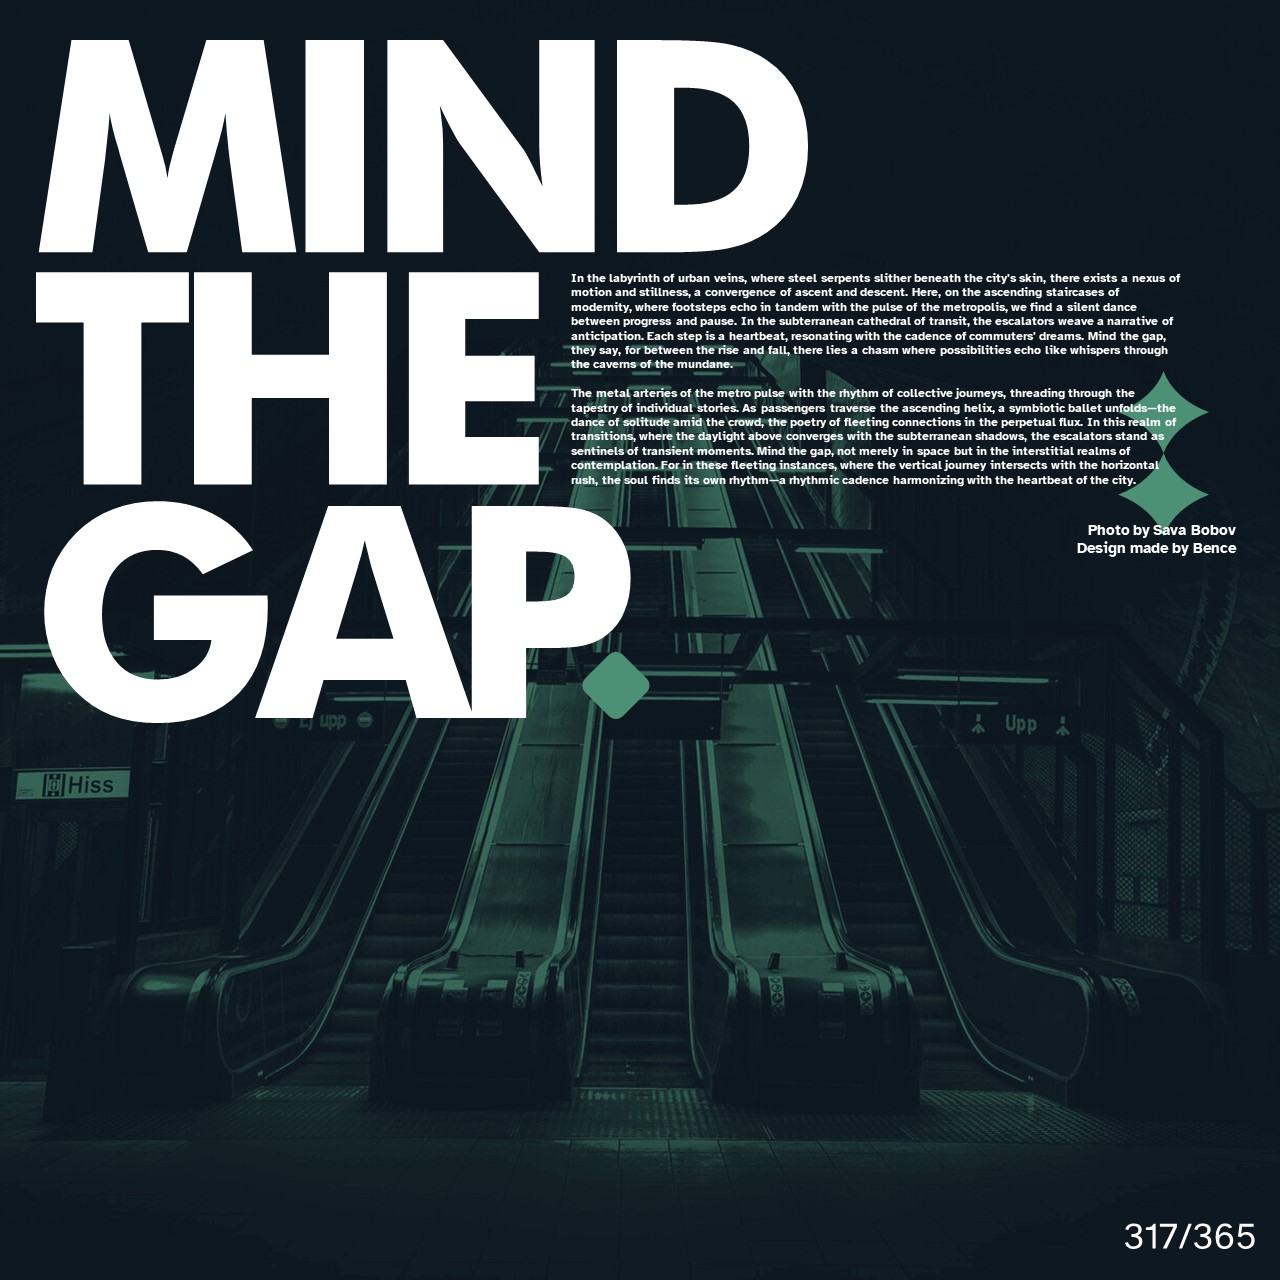 MIND
THE
GAP
In the labyrinth of urban veins, where steel serpents slither beneath the city's skin, there exists a nexus of
motion and stillness, a convergence of ascent and descent. Here, on the ascending staircases of
modernity, where footsteps echo in tandem with the pulse of the metropolis, we find a silent dance
between progress and pause. In the subterranean cathedral of transit, the escalators weave a narrative of
anticipation. Each step is a heartbeat, resonating with the cadence of commuters' dreams. Mind the gap,
they say, for between the rise and fall, there lies a chasm where possibilities echo like whispers through
the caverns of the mundane.
The metal arteries of the metro pulse with the rhythm of collective journeys, threading through the
tapestry of individual stories. As passengers traverse the ascending helix, a symbiotic ballet unfolds—the
dance of solitude amid the crowd, the poetry of fleeting connections in the perpetual flux. In this realm of
transitions, where the daylight above converges with the subterranean shadows, the escalators stand as
sentinels of transient moments. Mind the gap, not merely in space but in the interstitial realms of
contemplation. For in these fleeting instances, where the vertical journey intersects with the horizontal
rush, the soul finds its own rhythm—a rhythmic cadence harmonizing with the heartbeat of the city.
Photo by Sava Bobov
Design made by Bence
Ej upp
Upp
Hiss
317/365